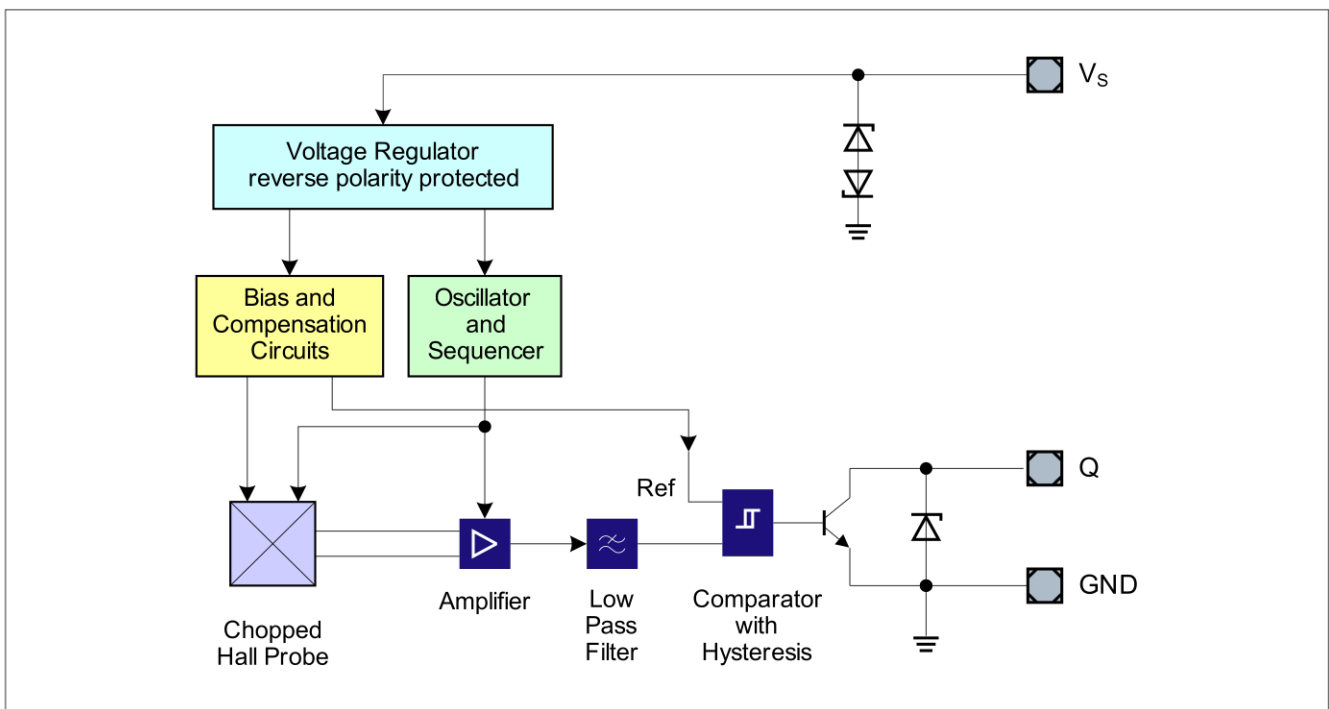 V_S
Voltage Regulator
reverse polarity protected
Bias and
Compensation
Circuits
Oscillator
and
Sequencer
Ref
Q
GND
Amplifier
Low
Pass
Filter
Comparator
with
Hysteresis
Chopped
Hall Probe